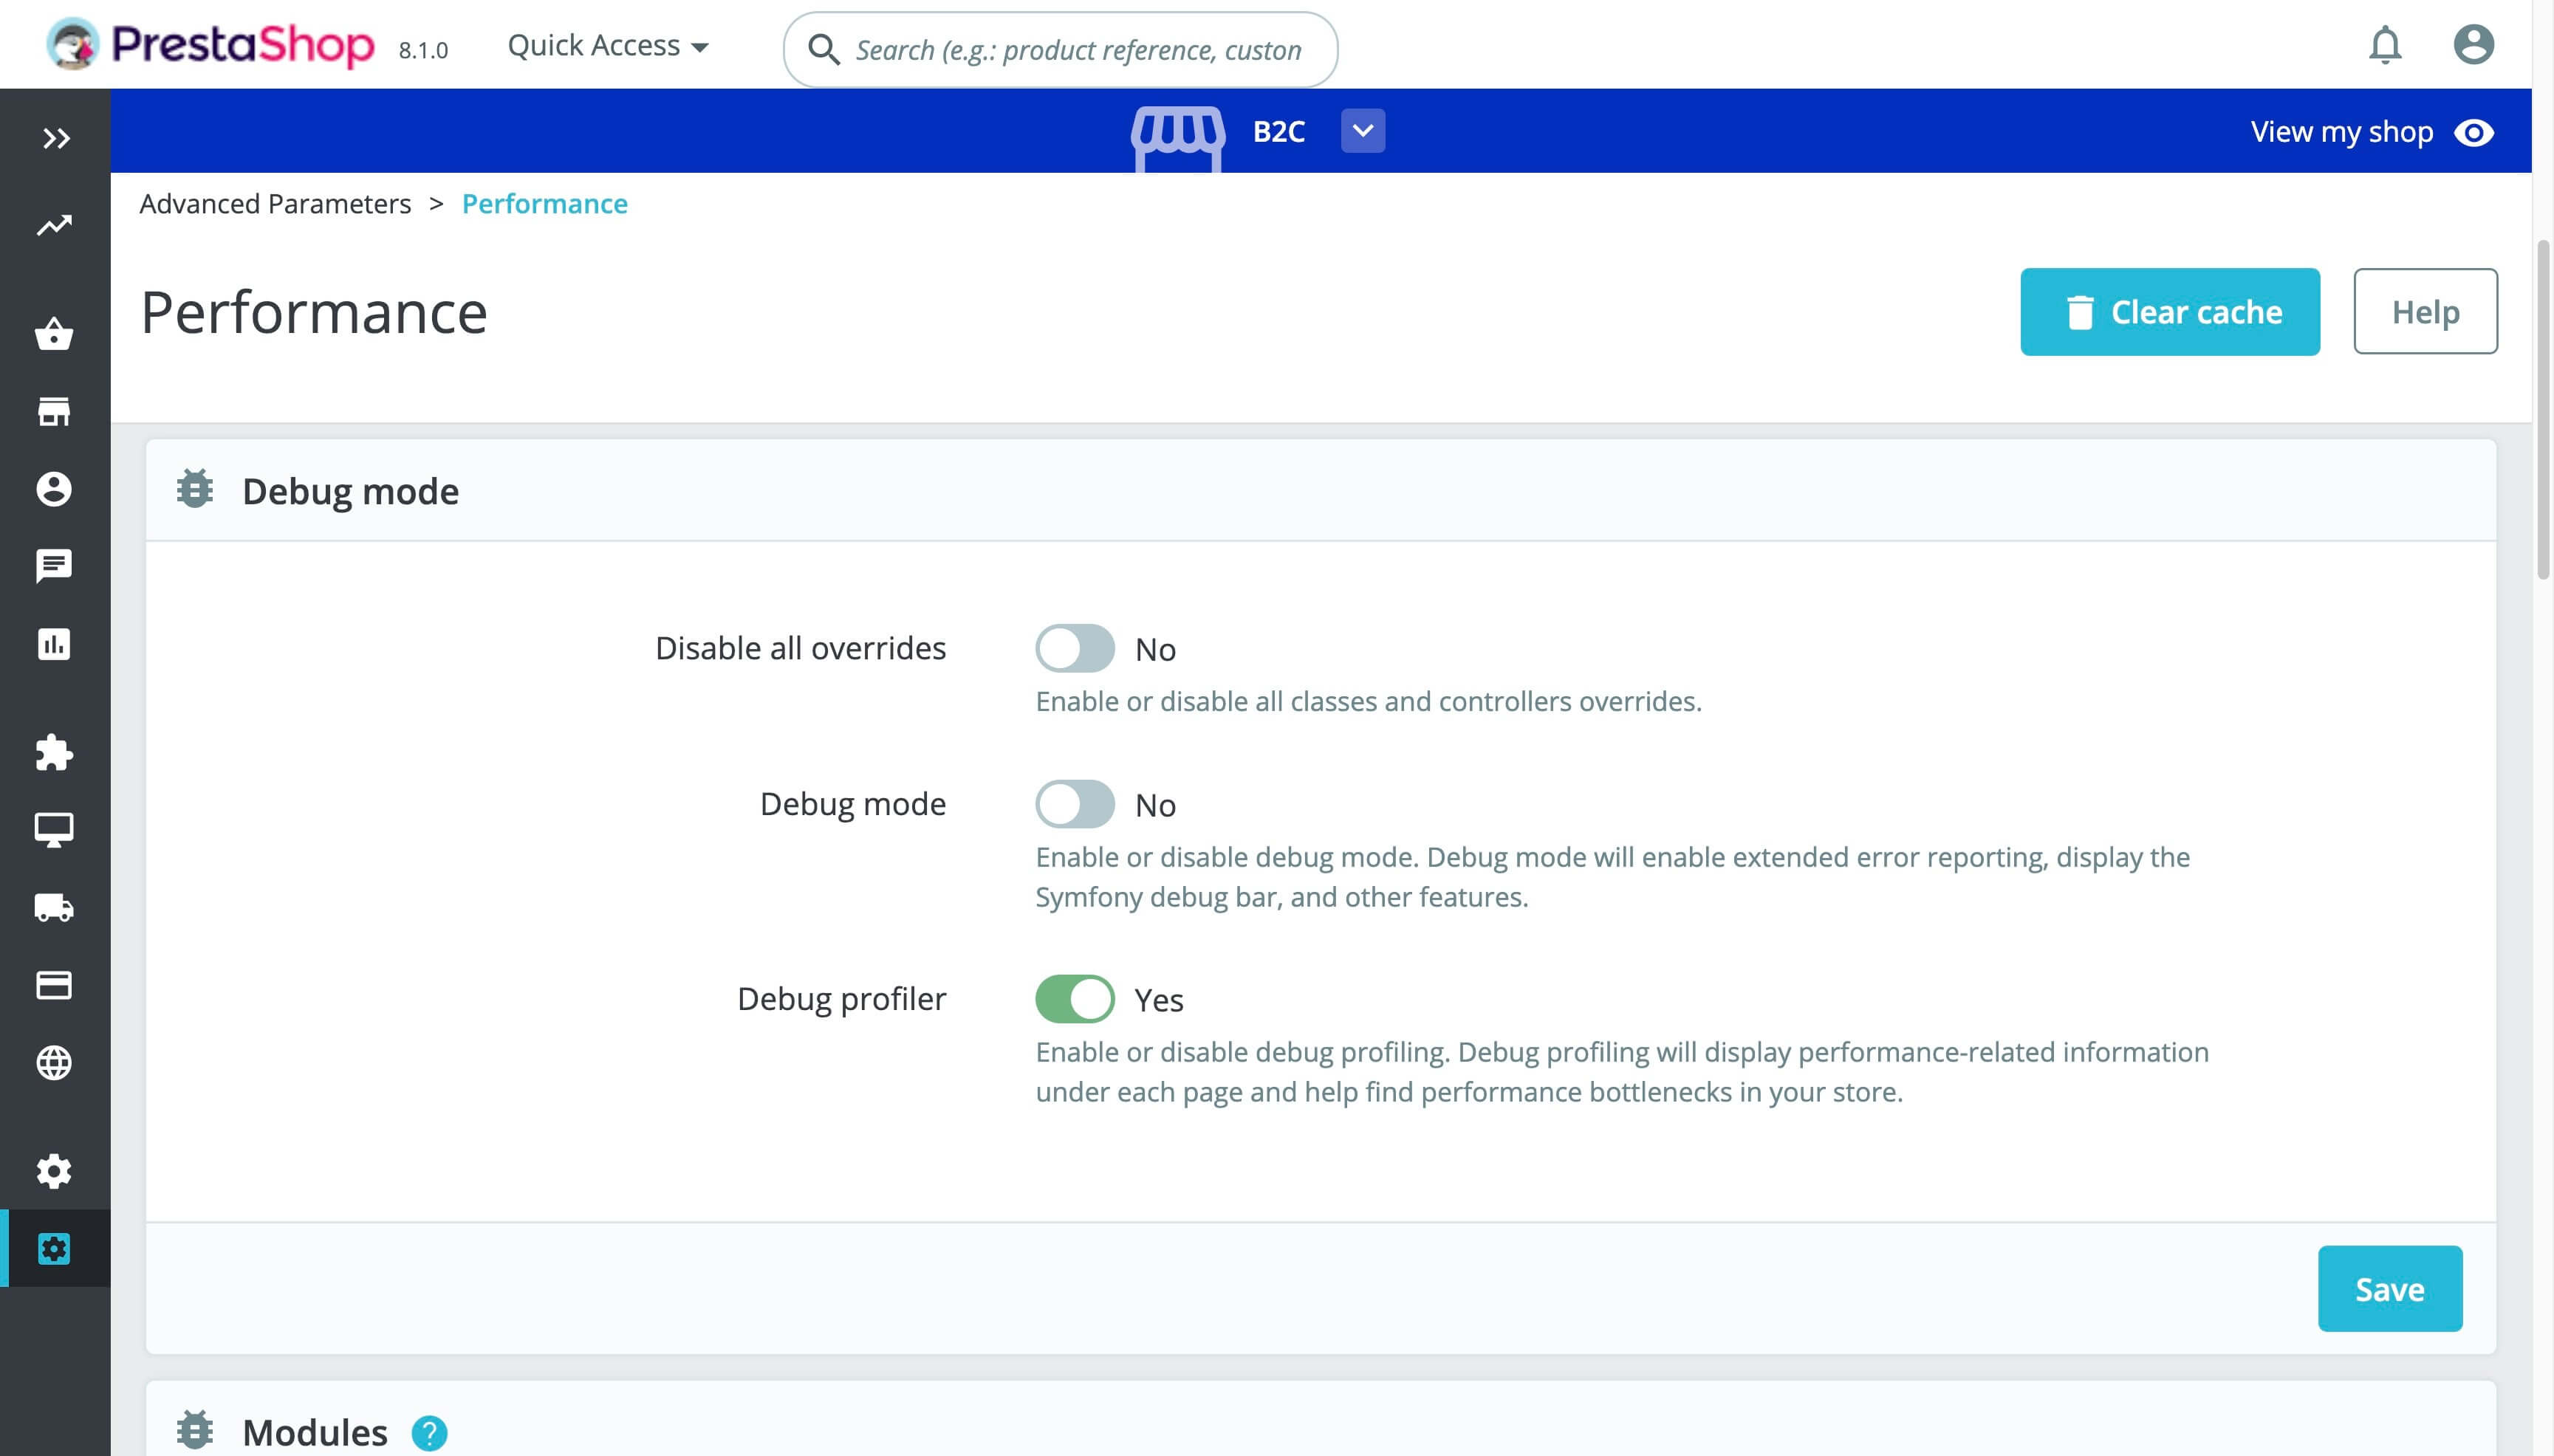 PrestaShop 8.1.0 Quick Access Search (e.g.: product reference, custon
B2C View my shop
Advanced Parameters > Performance
Performance Clear cache Help
Debug mode
Disable all overrides No
Enable or disable all classes and controllers overrides.
Debug mode No
Enable or disable debug mode. Debug mode will enable extended error reporting, display the
Symfony debug bar, and other features.
Debug profiler Yes
Enable or disable debug profiling. Debug profiling will display performance-related information
under each page and help find performance bottlenecks in your store.
Save
Modules ?